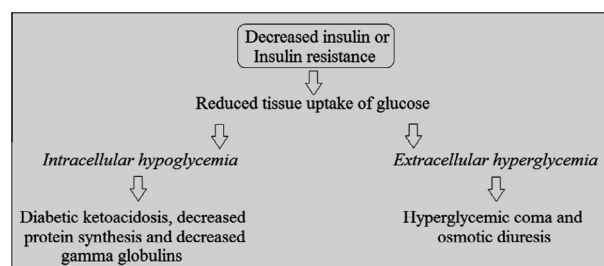 Decreased insulin or
Insulin resistance
Reduced tissue uptake of glucose
Intracellular hypoglycemia
Extracellular hyperglycemia
Diabetic ketoacidosis, decreased
protein synthesis and decreased
gamma globulins
Hyperglycemic coma and
osmotic diuresis